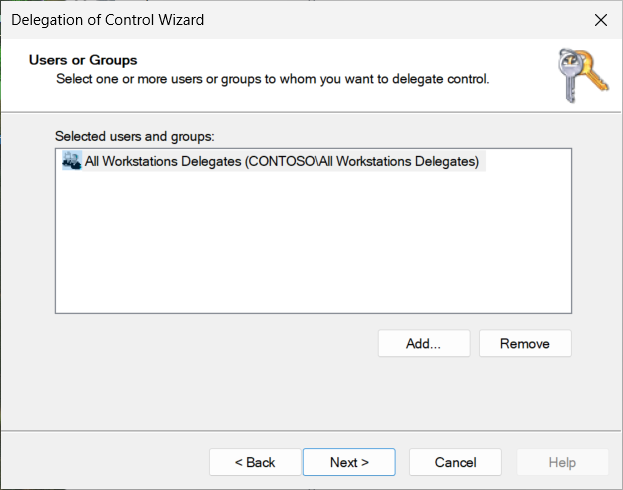 Delegation of Control Wizard
Users or Groups
Select one or more users or groups to whom you want to delegate control.
Selected users and groups:
All Workstations Delegates (CONTOSO\All Workstations Delegates)
Add...
Remove
< Back
Next >
Cancel
Help